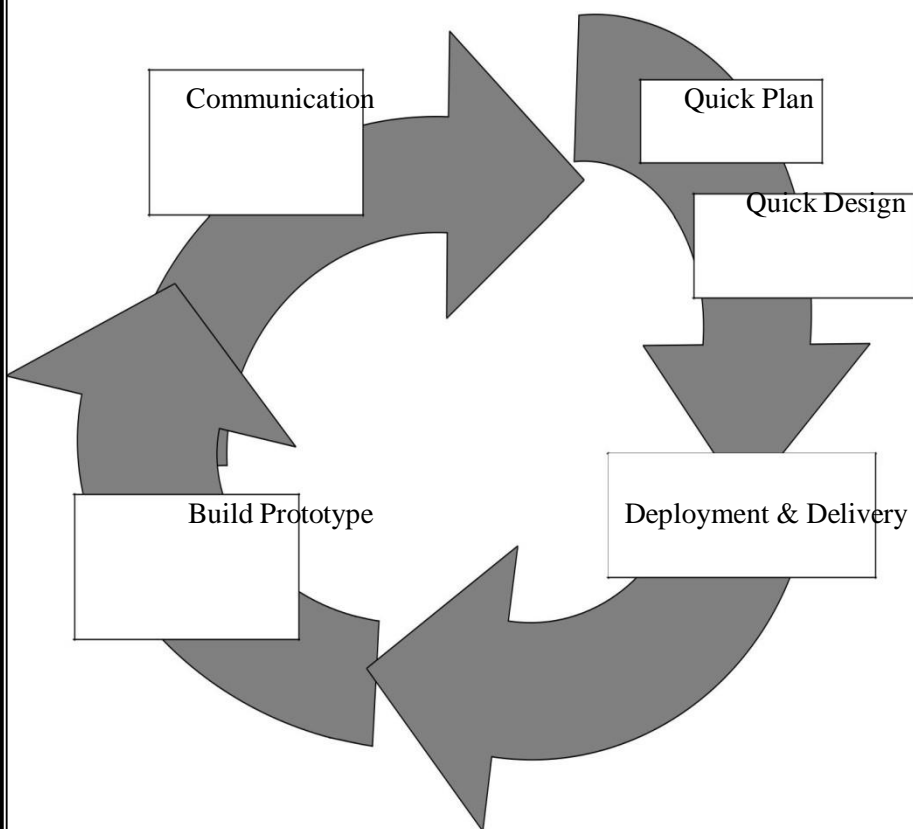 Communication
Quick Plan
Quick Design
Build Prototype
Deployment & Delivery